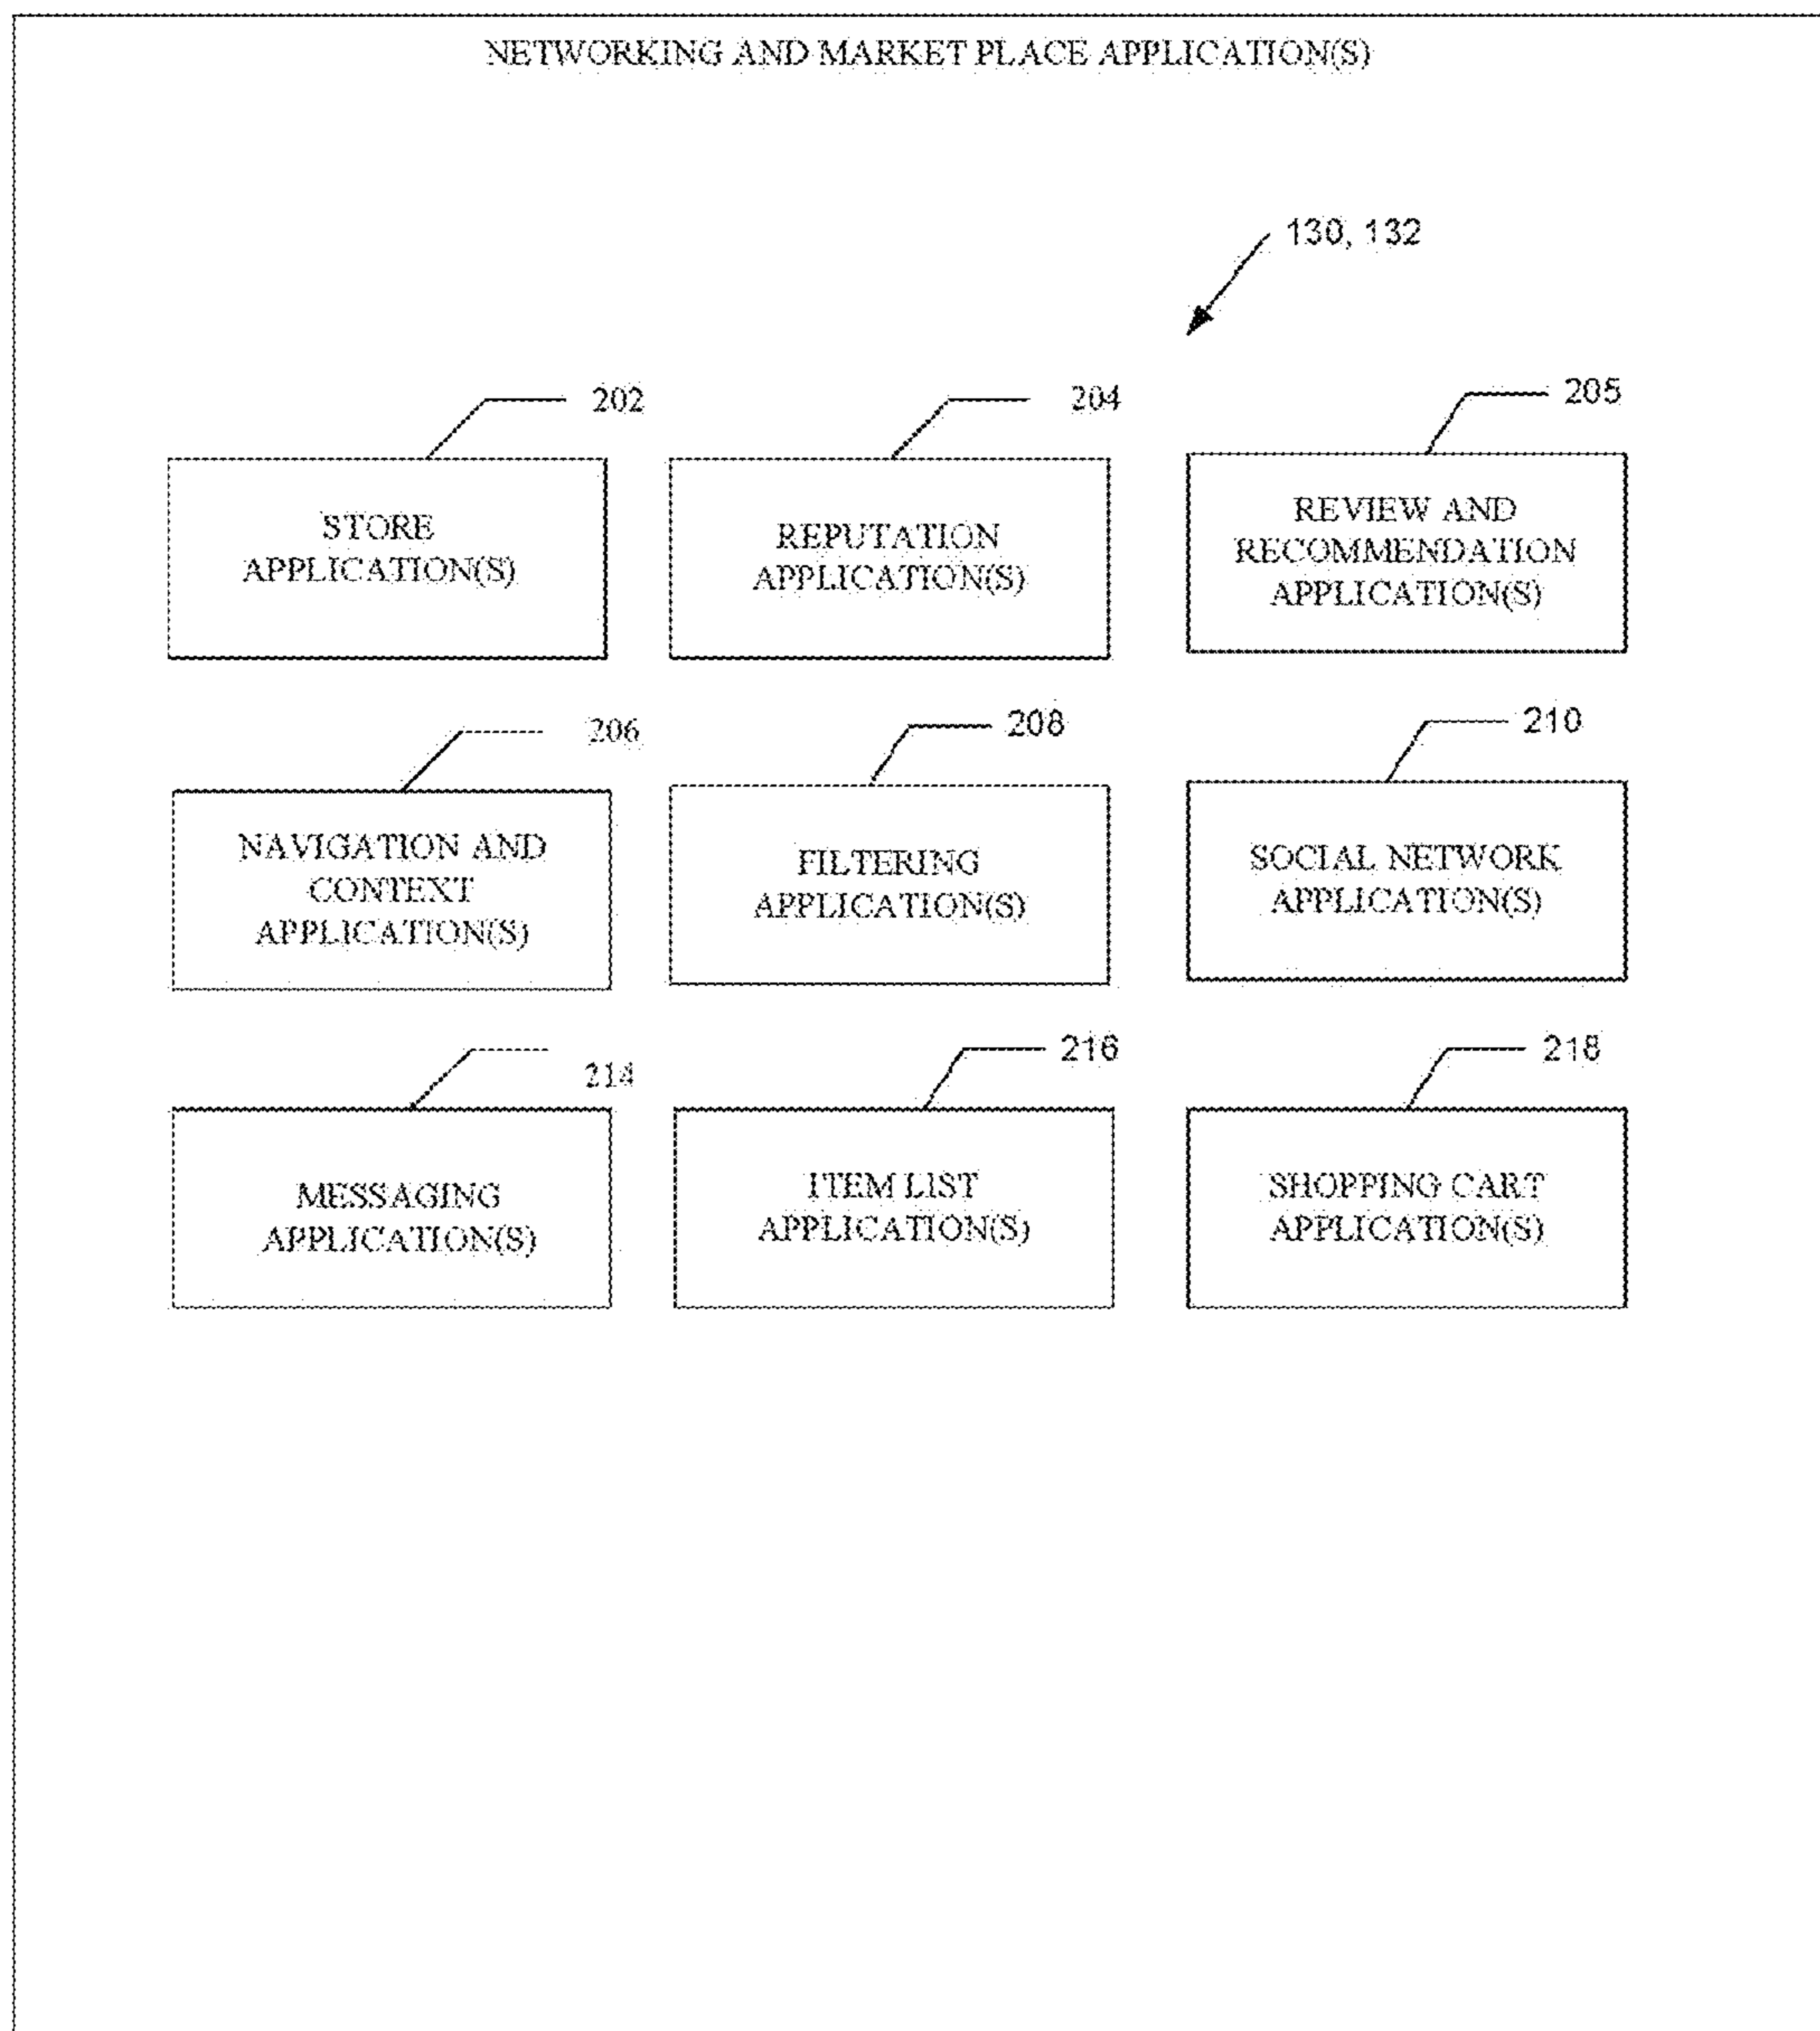 NETWORKING AND MARKET PLACE APPLICATION(S)
130, 132
202
204
205
STORE
APPLICATION(S)
REPUTATION
APPLICATION(S)
REVIEW AND
RECOMMENDATION
APPLICATION(S)
206
208
210
NAVIGATION AND
CONTEXT
APPLICATION(S)
FILTERING
APPLICATION(S)
SOCIAL NETWORK
APPLICATION(S)
214
216
218
MESSAGING
APPLICATION(S)
ITEM LIST
APPLICATION(S)
SHOPPING CART
APPLICATION(S)